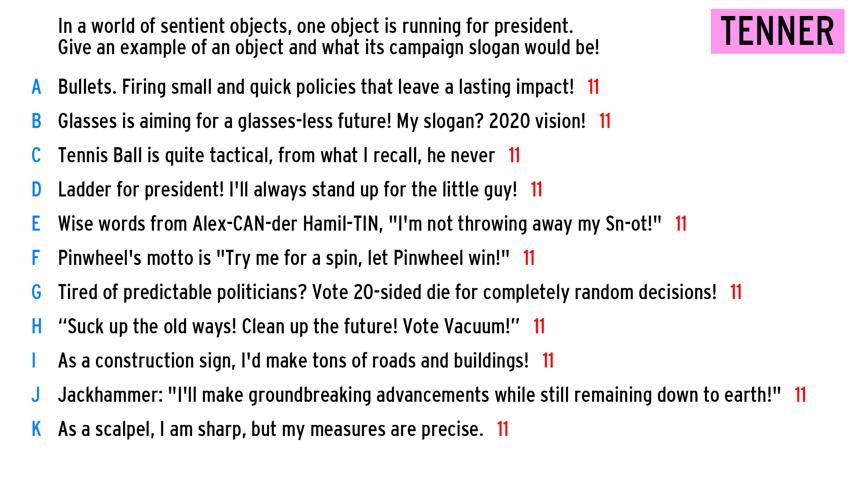 In a world of sentient objects, one object is running for president.
Give an example of an object and what its campaign slogan would be!
TENNER
A Bullets. Firing small and quick policies that leave a lasting impact! 11
B Glasses is aiming for a glasses-less future! My slogan? 2020 vision! 11
C Tennis Ball is quite tactical, from what I recall, he never 11
D Ladder for president! I'll always stand up for the little guy! 11
E Wise words from Alex-CAN-der Hamil-TIN, "I'm not throwing away my Sn-ot!" 11
F Pinwheel's motto is "Try me for a spin, let Pinwheel win!" 11
G Tired of predictable politicians? Vote 20-sided die for completely random decisions! 11
H “Suck up the old ways! Clean up the future! Vote Vacuum!” 11
I As a construction sign, I'd make tons of roads and buildings! 11
J Jackhammer: "I'll make groundbreaking advancements while still remaining down to earth!" 11
K As a scalpel, I am sharp, but my measures are precise. 11